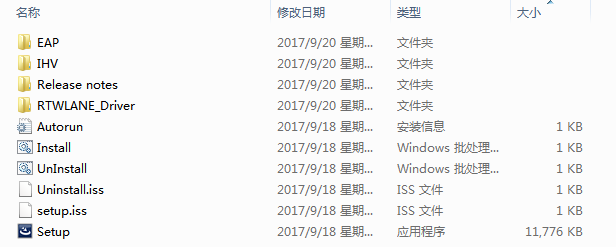 名称 修改日期 类型 大小
EAP 2017/9/20 星期... 文件夹
IHV 2017/9/20 星期... 文件夹
Release notes 2017/9/20 星期... 文件夹
RTWLANE_Driver 2017/9/20 星期... 文件夹
Autorun 2017/9/18 星期... 安装信息 1 KB
Install 2017/9/18 星期... Windows 批处理... 1 KB
UnInstall 2017/9/18 星期... Windows 批处理... 1 KB
Uninstall.iss 2017/9/18 星期... ISS 文件 1 KB
setup.iss 2017/9/18 星期... ISS 文件 1 KB
Setup 2017/9/18 星期... 应用程序 11,776 KB